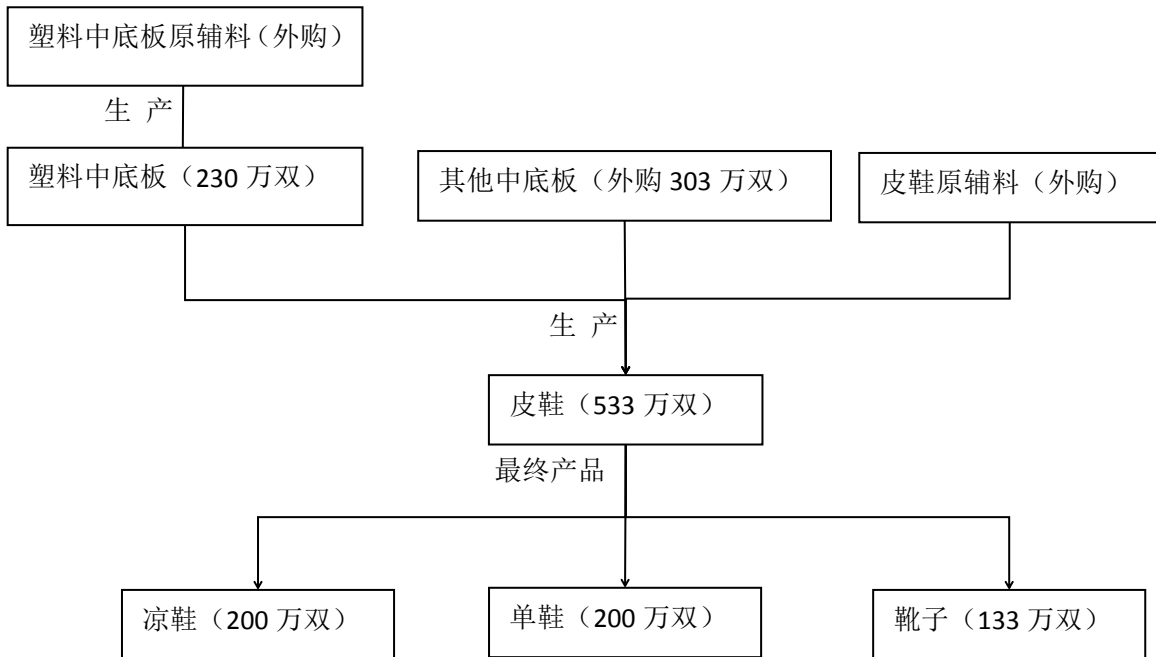 塑料中底板原辅料（外购）
生 产
塑料中底板（230 万双）
其他中底板（外购 303 万双）
皮鞋原辅料（外购）
生 产
皮鞋（533 万双）
最终产品
凉鞋（200 万双）
单鞋（200 万双）
靴子（133 万双）